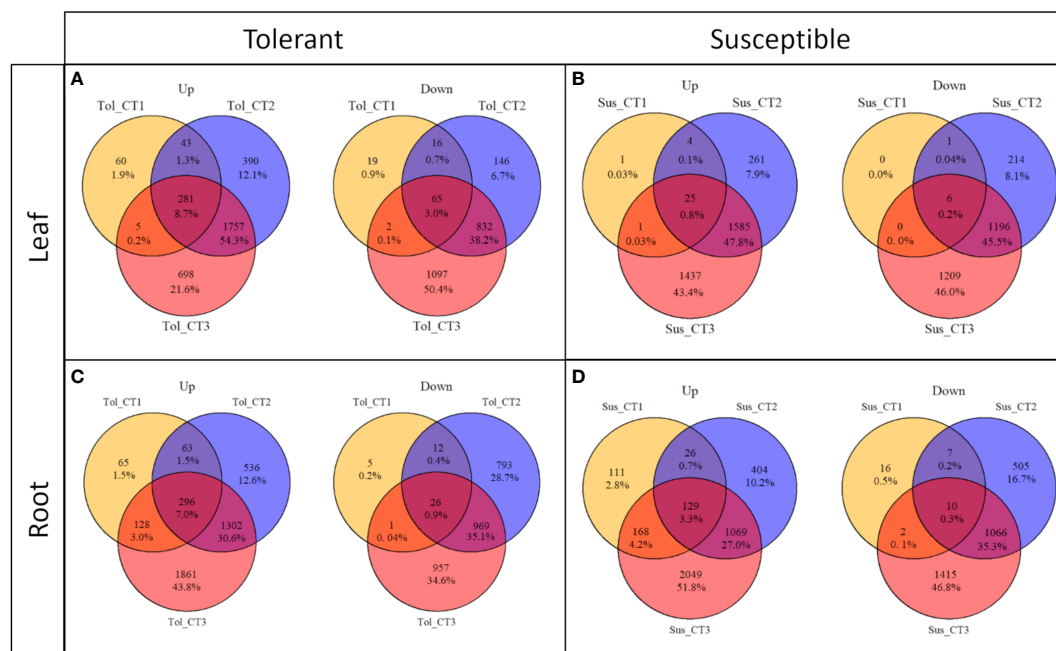 Tolerant
Susceptible
Leaf
Root
A
Up
Tol_CT1
Tol_CT2
43
1.3%
60
1.9%
390
12.1%
281
8.7%
5
0.2%
1757
54.3%
698
21.6%
Tol_CT3
Down
Tol_CT1
Tol_CT2
16
0.7%
19
0.9%
146
6.7%
65
3.0%
2
0.1%
832
38.2%
1097
50.4%
Tol_CT3
B
Up
Sus_CT1
Sus_CT2
4
0.1%
1
0.03%
261
7.9%
25
0.8%
1
0.03%
1585
47.8%
1437
43.4%
Sus_CT3
Down
Sus_CT1
Sus_CT2
1
0.04%
0
0.0%
214
8.1%
6
0.2%
0
0.0%
1196
45.5%
1209
46.0%
Sus_CT3
C
Up
Tol_CT1
Tol_CT2
63
1.5%
65
1.5%
536
12.6%
296
7.0%
128
3.0%
1302
30.6%
1861
43.8%
Tol_CT3
Down
Tol_CT1
Tol_CT2
12
0.4%
5
0.2%
793
28.7%
26
0.9%
1
0.04%
969
35.1%
957
34.6%
Tol_CT3
D
Up
Sus_CT1
Sus_CT2
26
0.7%
111
2.8%
404
10.2%
129
3.3%
168
4.2%
1069
27.0%
2049
51.8%
Sus_CT3
Down
Sus_CT1
Sus_CT2
7
0.2%
16
0.5%
505
16.7%
10
0.3%
2
0.1%
1066
35.3%
1415
46.8%
Sus_CT3